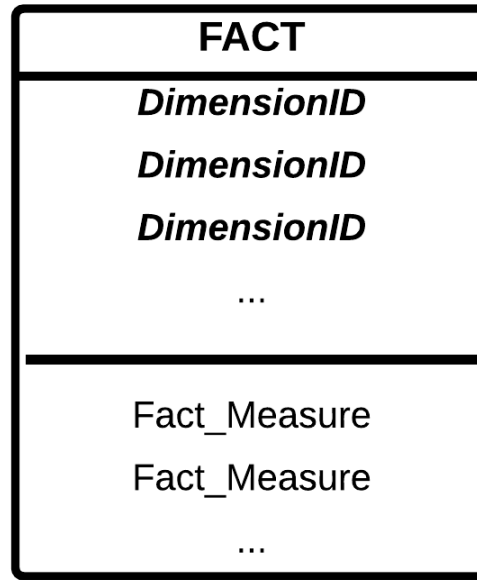 FACT
DimensionID
DimensionID
DimensionID
...
Fact_Measure
Fact_Measure
...